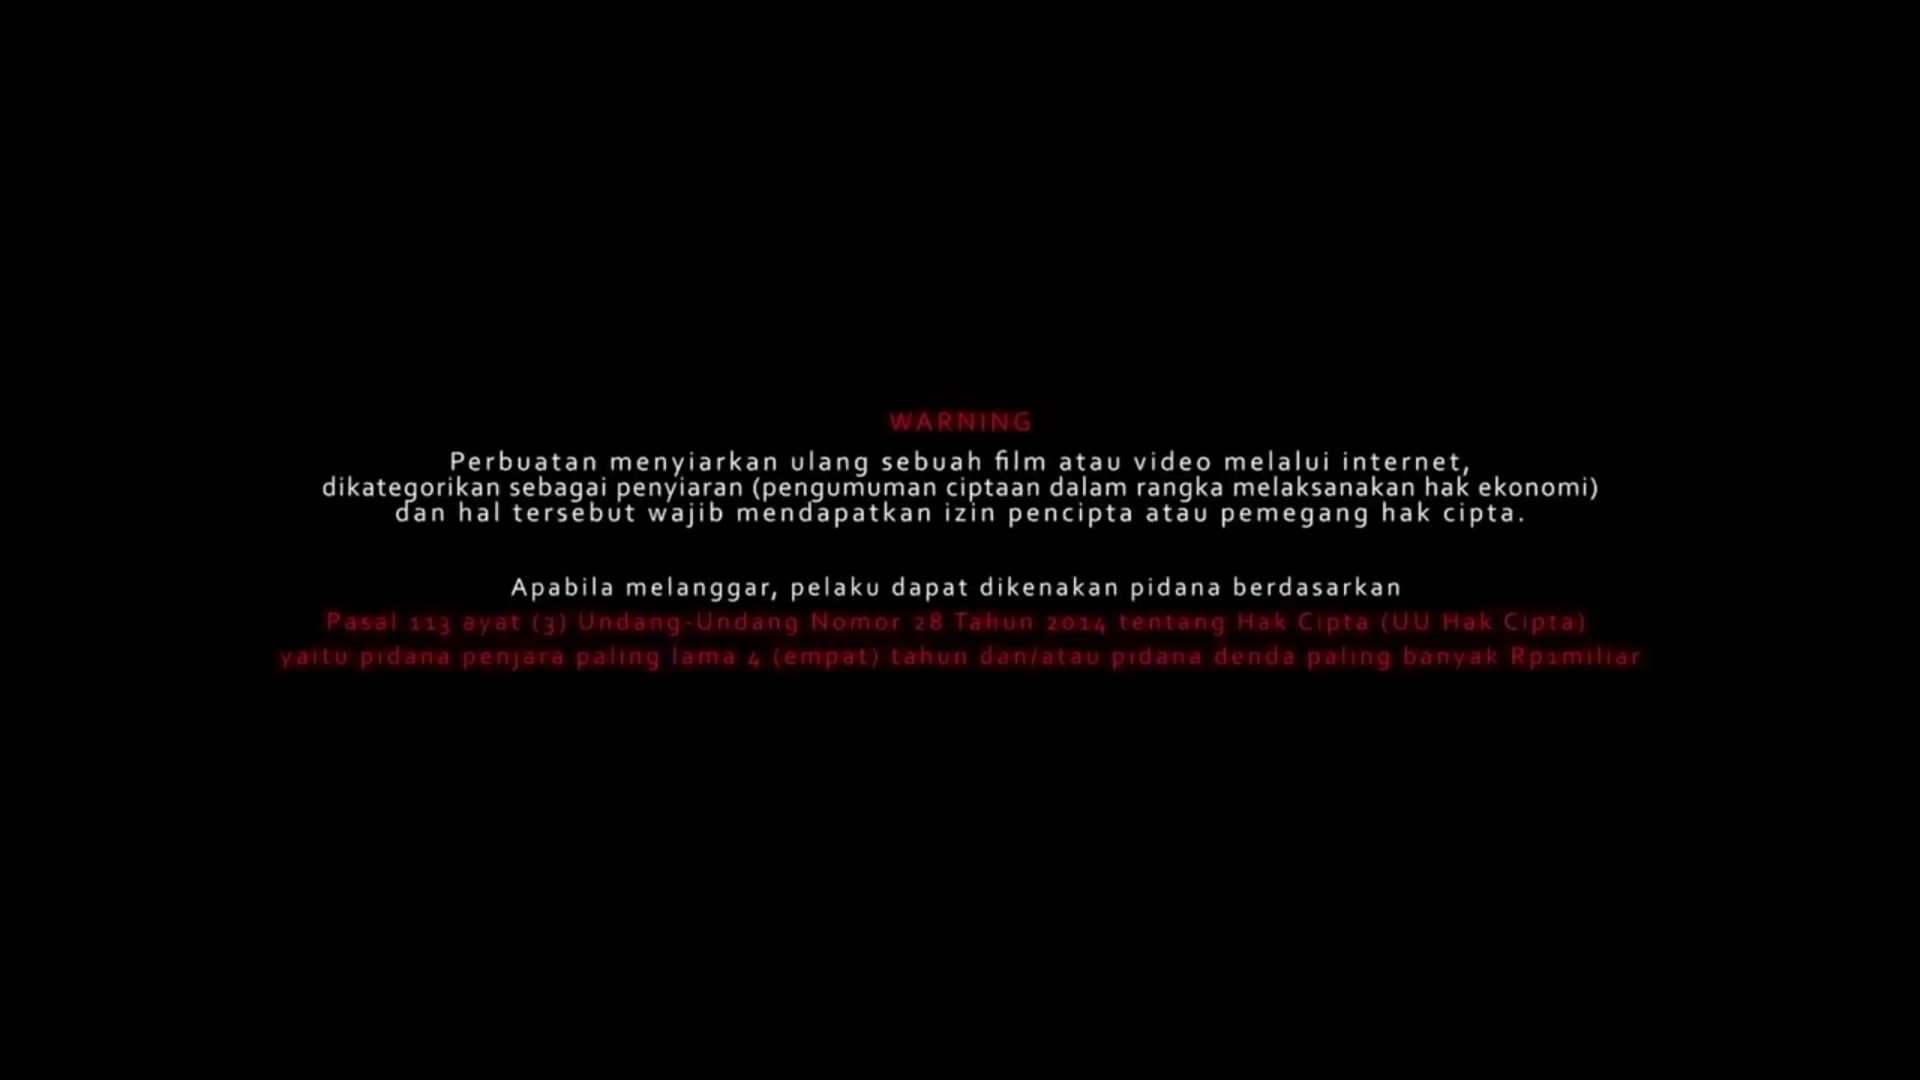 WARNING
Perbuatan menyiarkan ulang sebuah film atau video melalui internet,
dikategorikan sebagai penyiaran (pengumuman ciptaan dalam rangka melaksanakan hak ekonomi)
dan hal tersebut wajib mendapatkan izin pencipta atau pemegang hak cipta.
Apabila melanggar, pelaku dapat dikenakan pidana berdasarkan
Pasal 113 ayat (3) Undang-Undang Nomor 28 Tahun 2014 tentang Hak Cipta (UU Hak Cipta)
yaitu pidana penjara paling lama 4 (empat) tahun dan/atau pidana denda paling banyak Rp1miliar